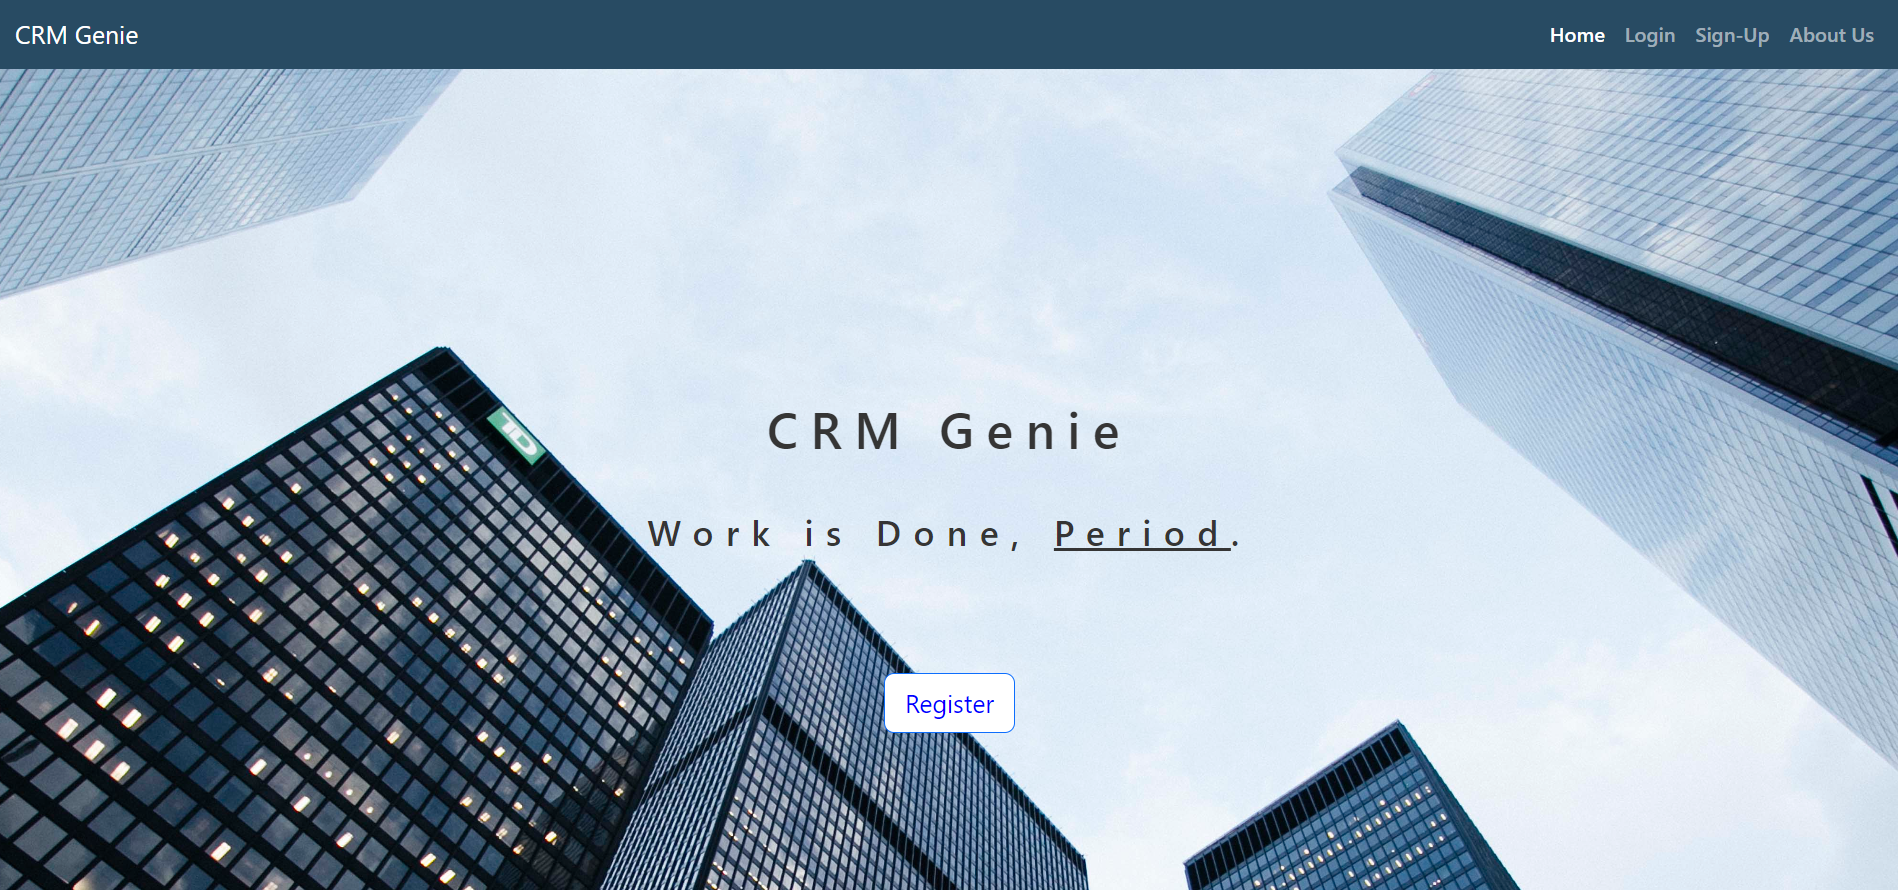 CRM Genie
Home Login Sign-Up About Us
CRM Genie
TD
Work is Done, Period.
Register